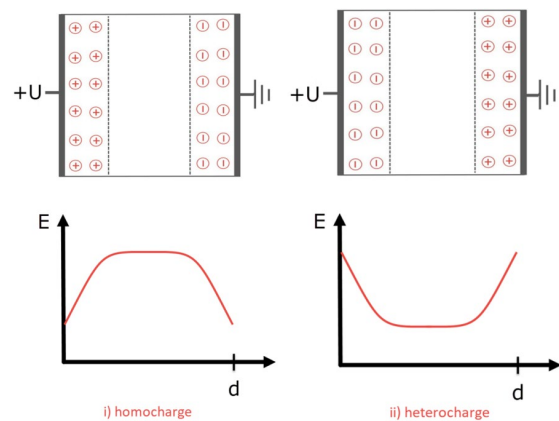 +U
+U
E
E
d
d
i) homocharge
ii) heterocharge